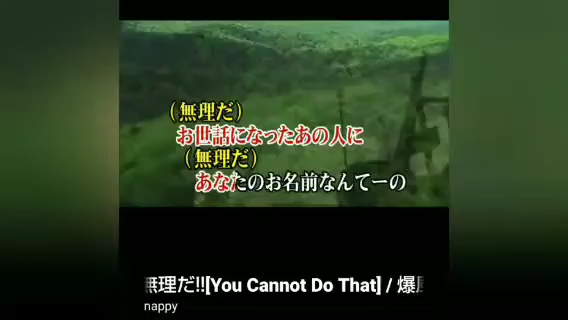 (無理だ)
お世話になったあの人に
(無理だ)
あなたのお名前なんてーの
無理だ!![You Cannot Do That] / 爆風
nappy